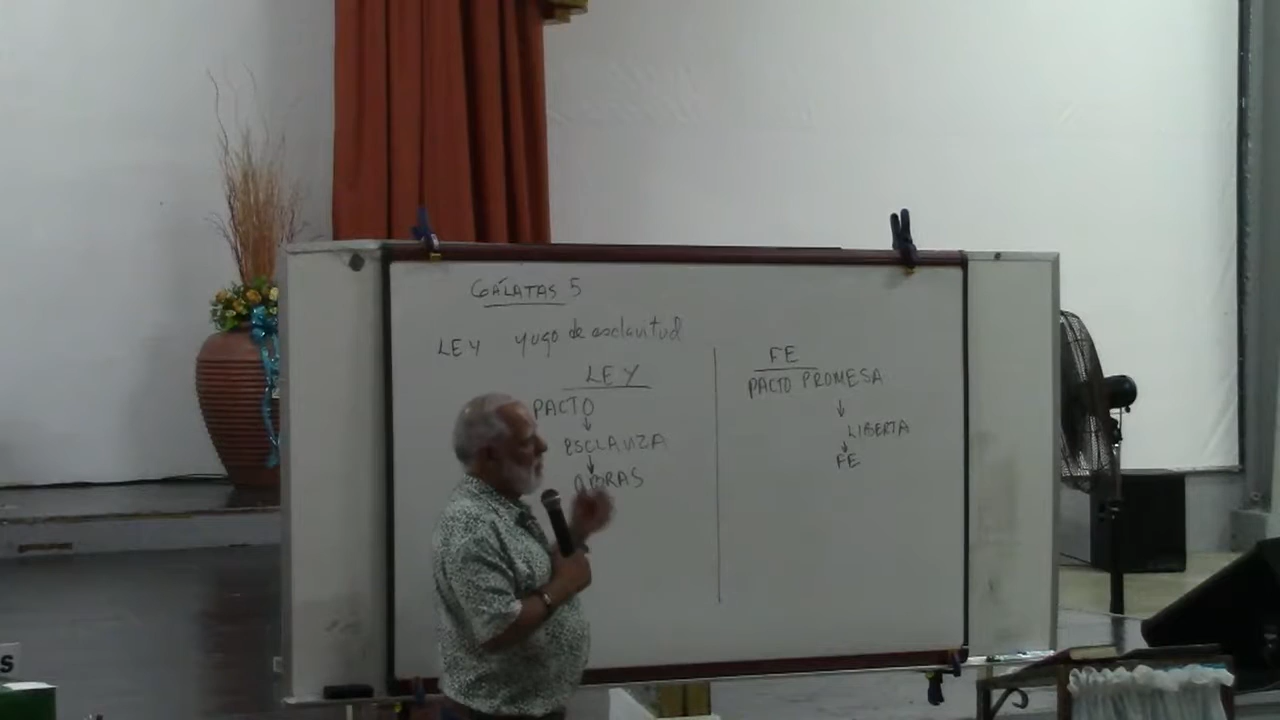 GÁLATAS 5
LEY yugo de esclavitud
LEY
PACTO
↓
ESCLAVIZA
↓
OBRAS
FE
PACTO PROMESA
↓
LIBERTA
↓
FE
S